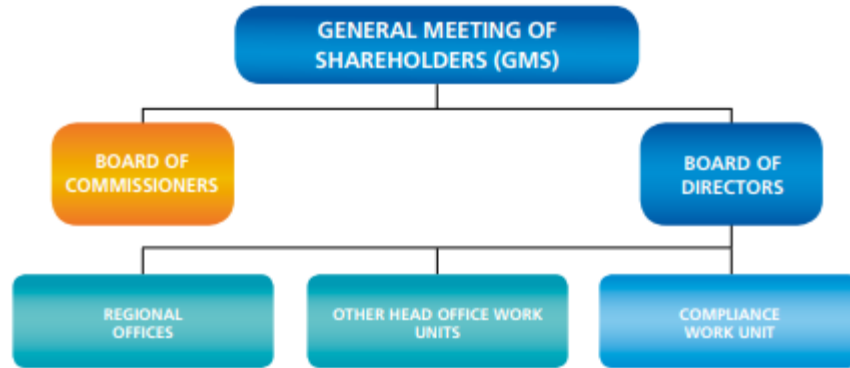 GENERAL MEETING OF
SHAREHOLDERS (GMS)
BOARD OF
COMMISSIONERS
BOARD OF
DIRECTORS
REGIONAL
OFFICES
OTHER HEAD OFFICE WORK
UNITS
COMPLIANCE
WORK UNIT